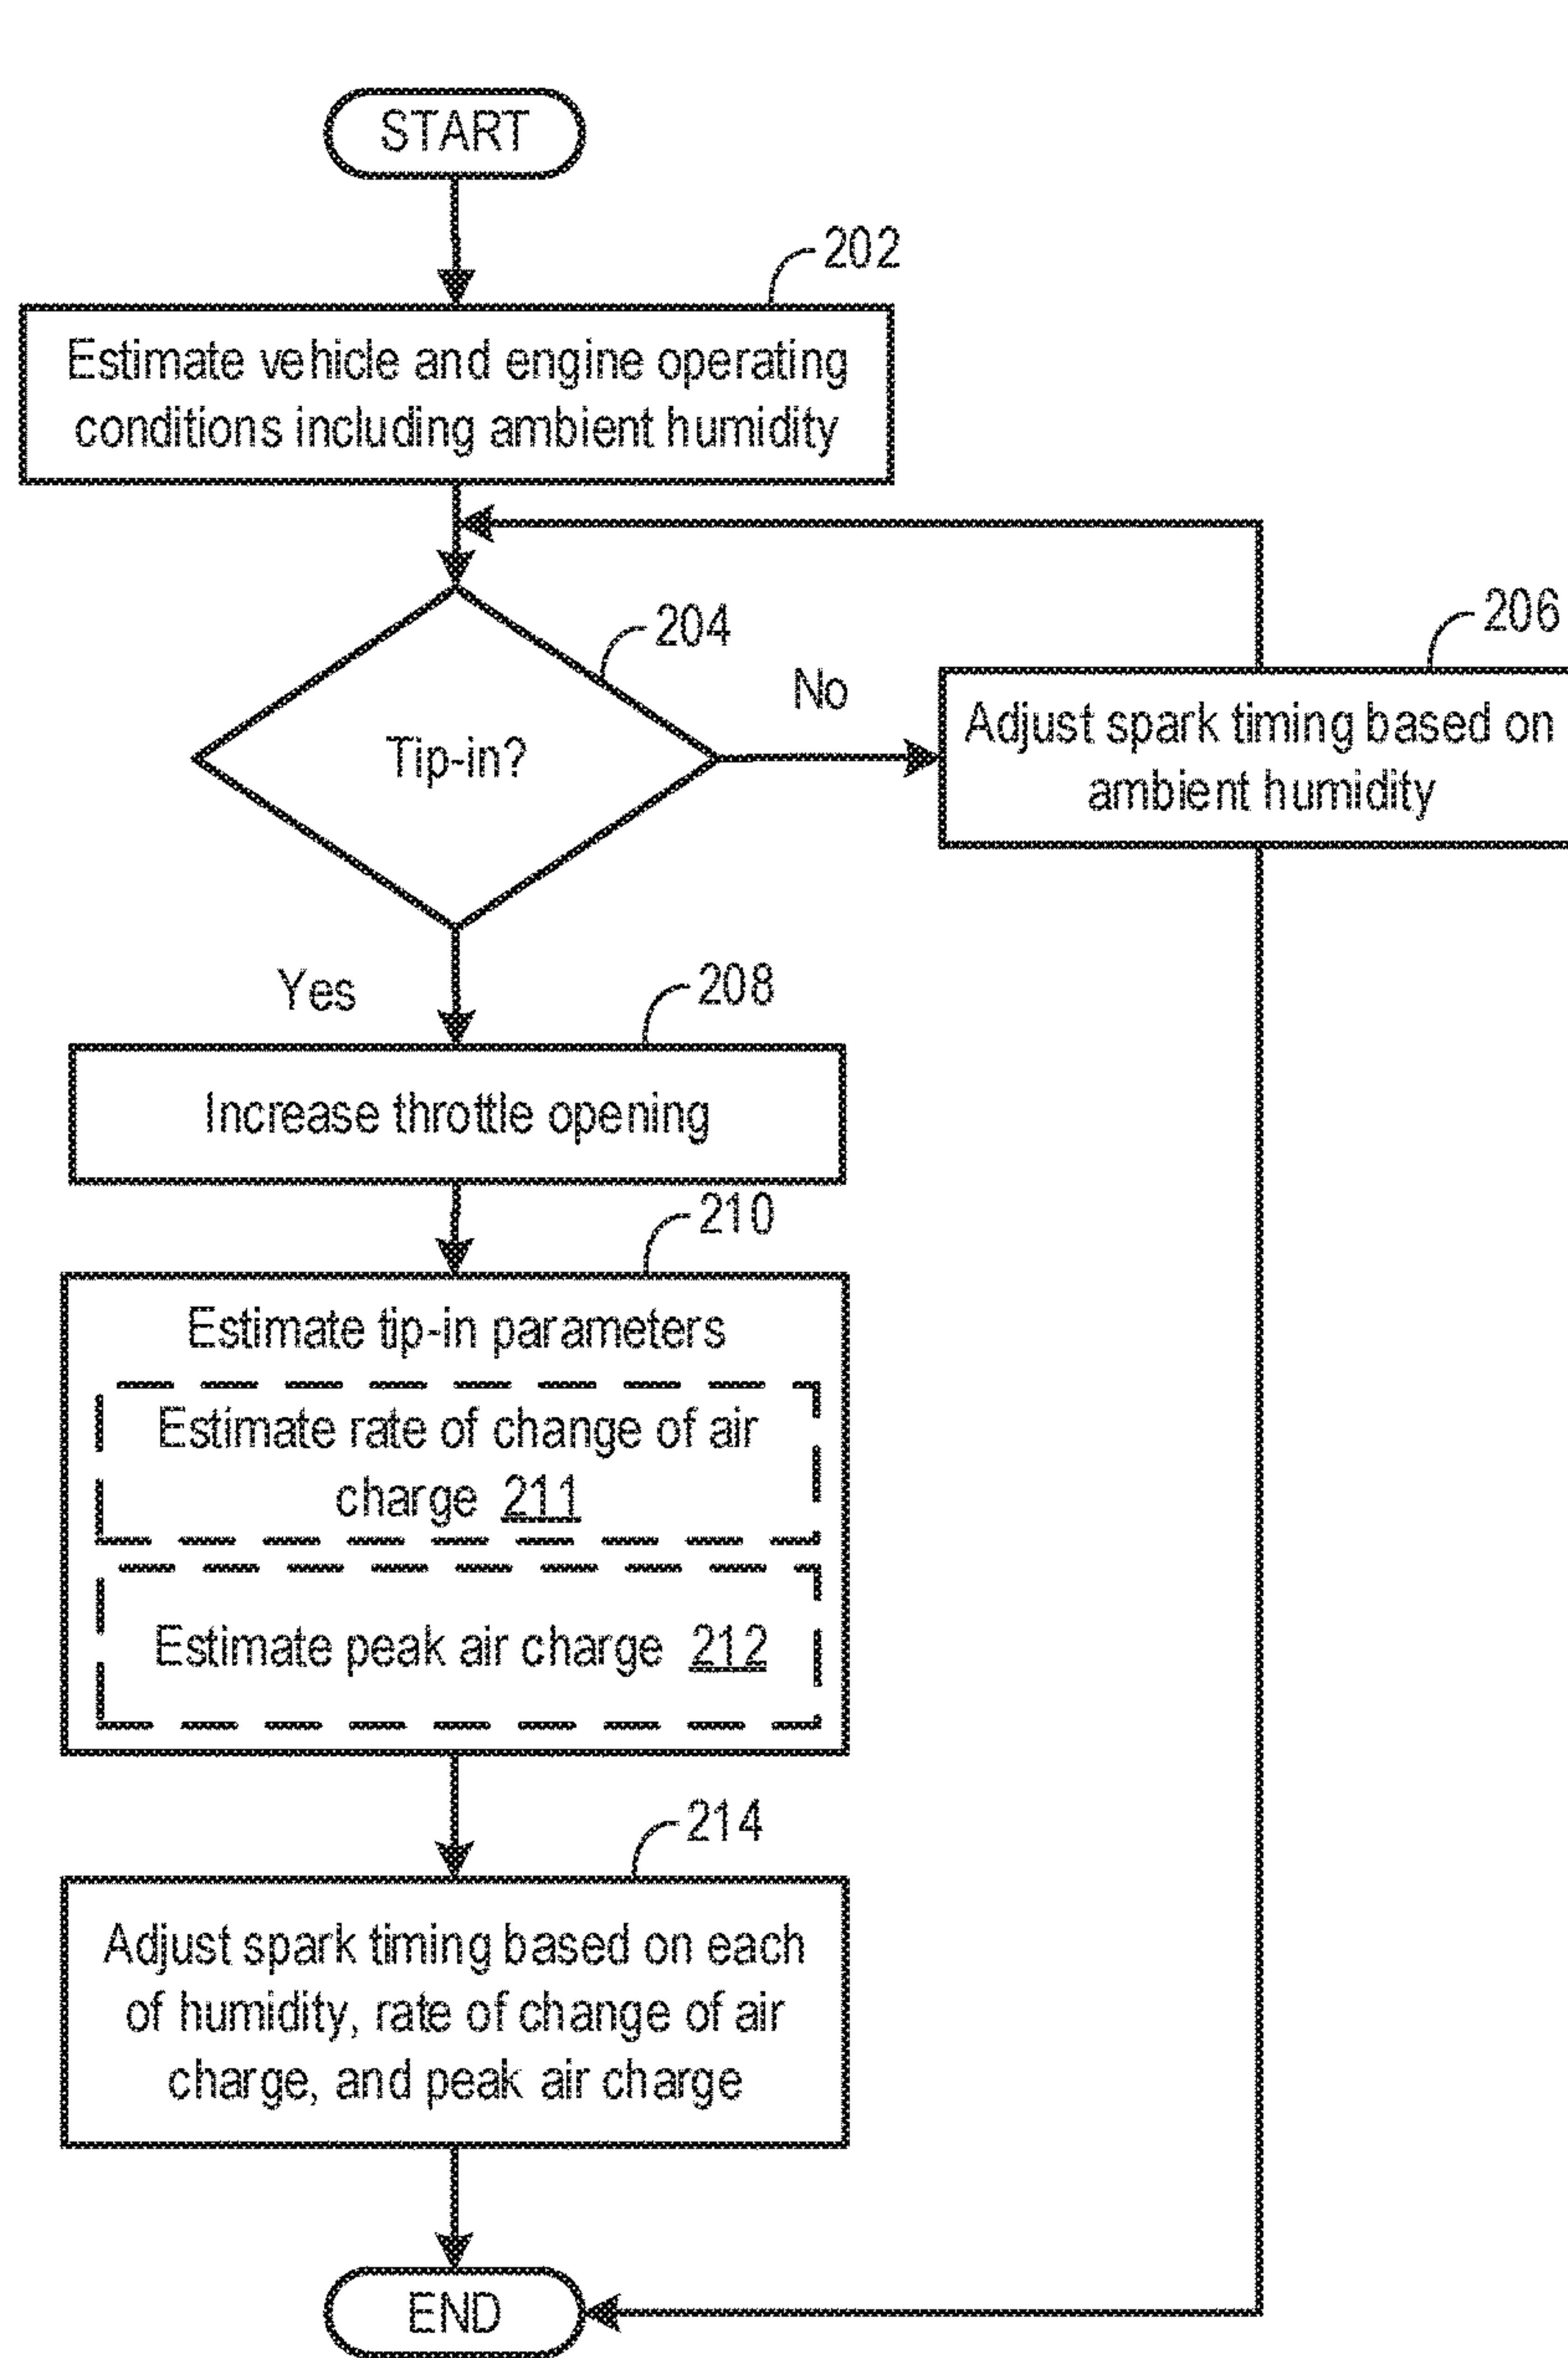 START
202
Estimate vehicle and engine operating
conditions including ambient humidity
204
Tip-in?
No
206
Adjust spark timing based on
ambient humidity
Yes
208
Increase throttle opening
210
Estimate tip-in parameters
Estimate rate of change of air
charge 211
Estimate peak air charge 212
214
Adjust spark timing based on each
of humidity, rate of change of air
charge, and peak air charge
END